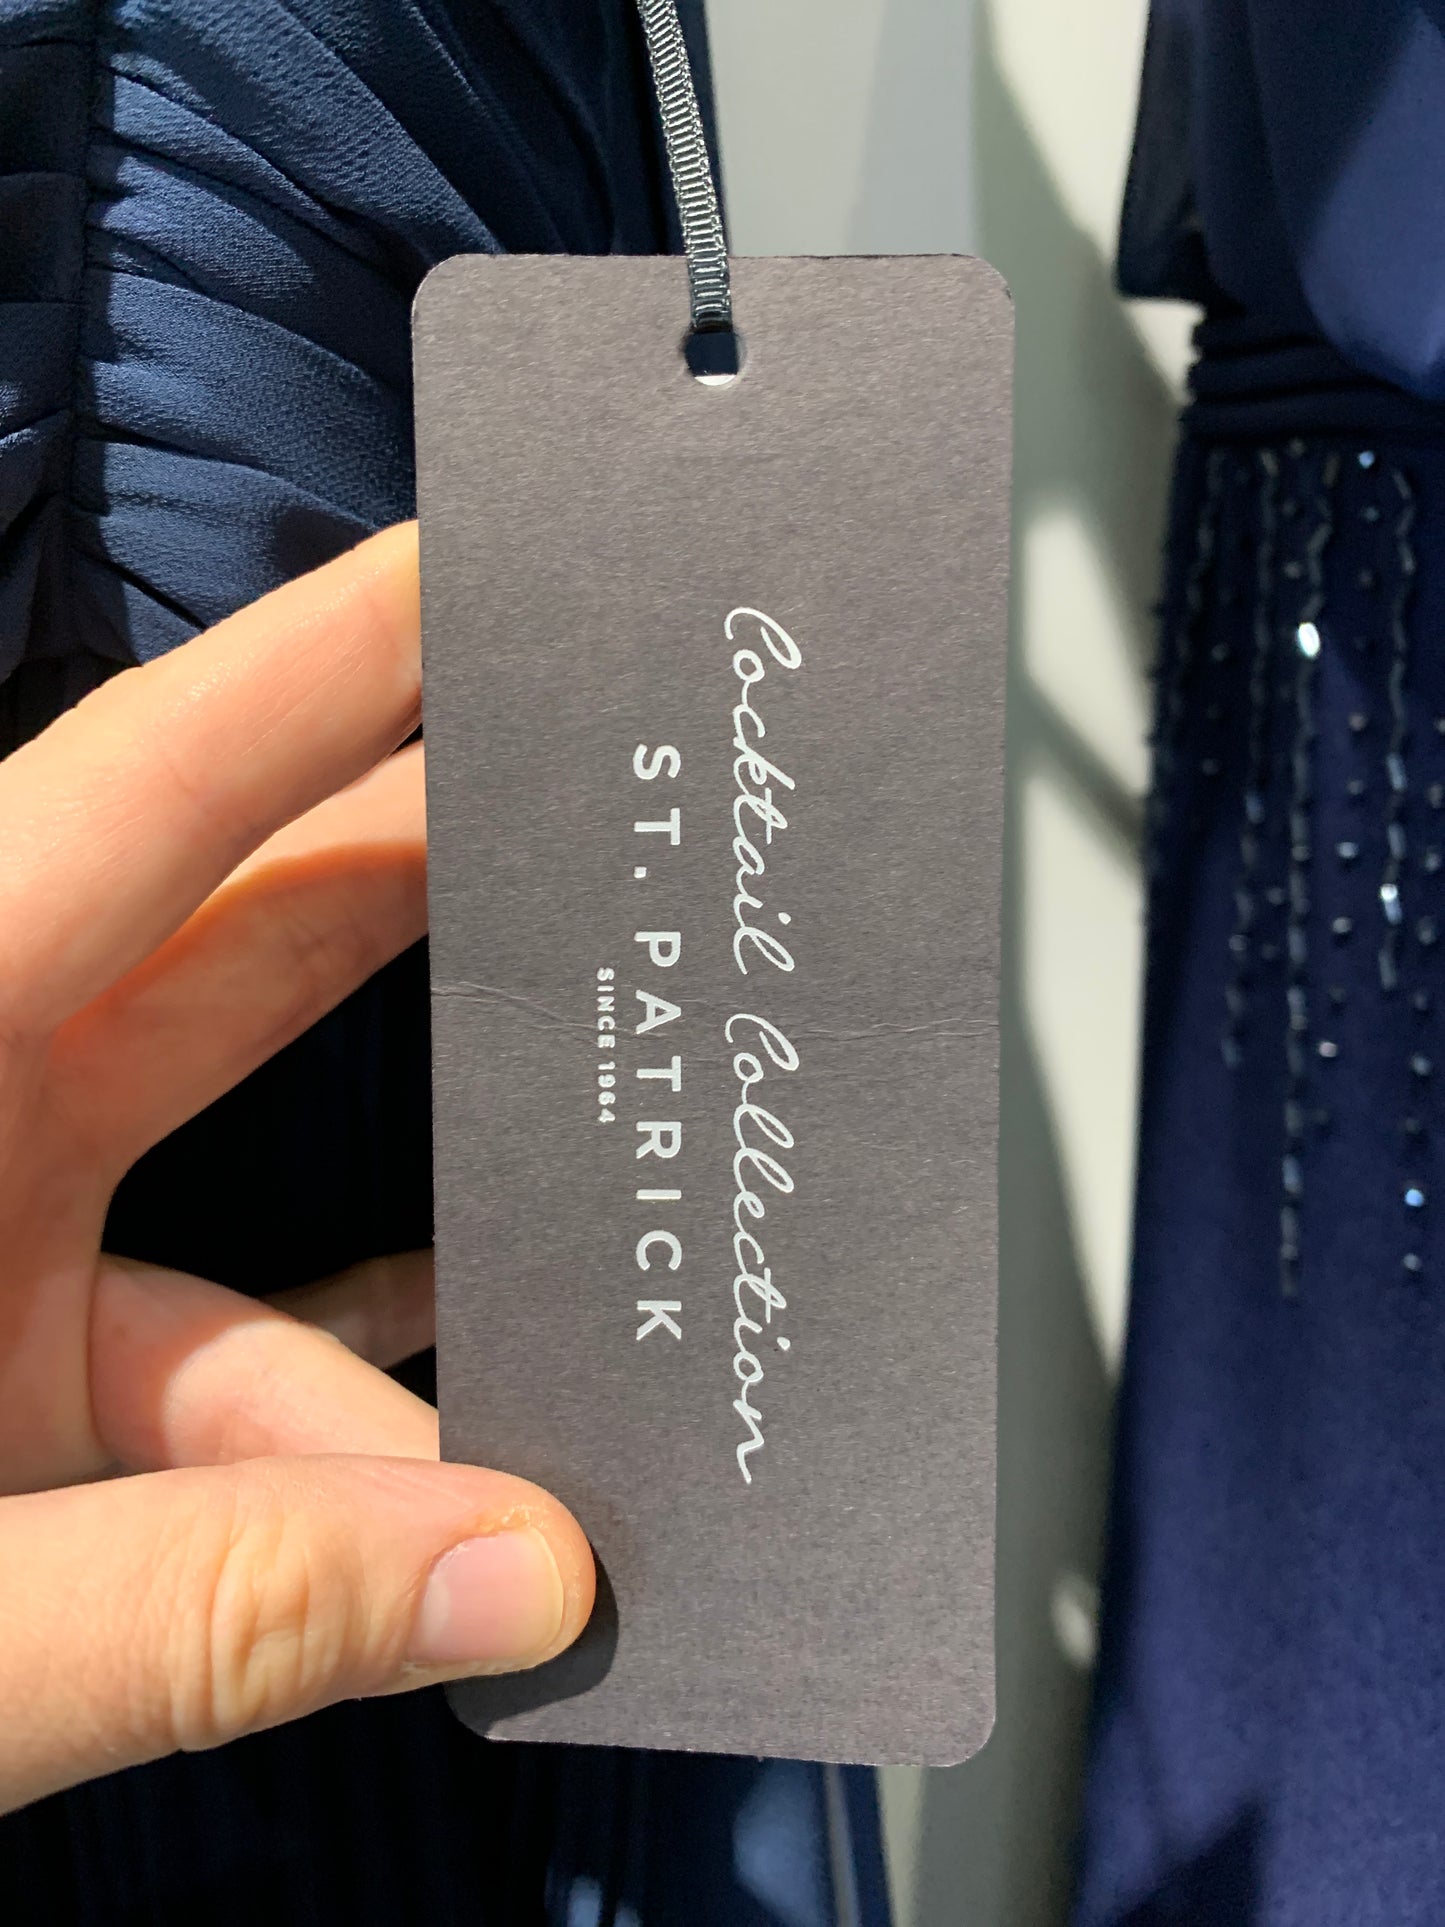 Cocktail Collection
ST. PATRICK
SINCE 1964